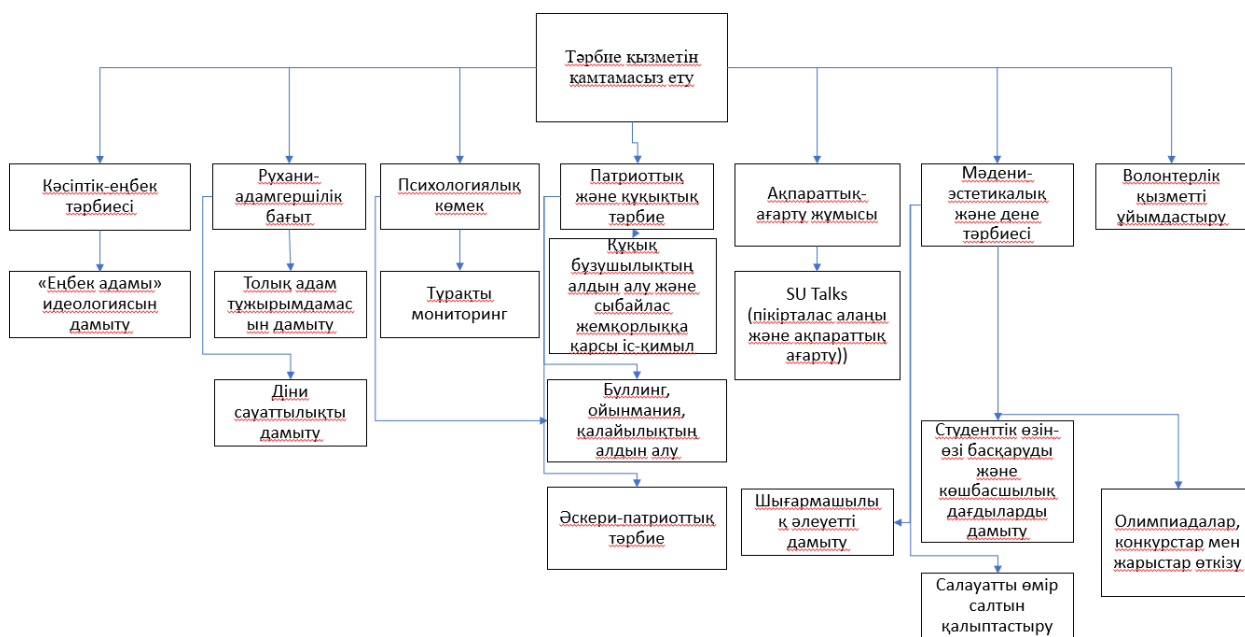 Тәрбие қызметін
қамтамасыз ету
Кәсіптік-еңбек
тәрбиесі
Рухани-
адамгершілік
бағыт
Психологиялық
көмек
Патриоттық
және құқықтық
тәрбие
Ақпараттық-
ағарту жұмысы
Мәдени-
эстетикалық
және дене
тәрбиесі
Волонтерлік
қызметті
ұйымдастыру
«Еңбек адамы»
идеологиясын
дамыту
Толық адам
тұжырымдамас
ын дамыту
Тұрақты
мониторинг
Құқық
бұзушылықтың
алдын алу және
сыбайлас
жемқорлыққа
қарсы іс-қимыл
SU Talks
(пікірталас алаңы
және ақпараттық
ағарту))
Діни
сауаттылықты
дамыту
Буллинг,
ойынмания,
қалайылықтың
алдын алу
Студенттік өзін-
өзі басқаруды
және
көшбасшылық
дағдыларды
дамыту
Әскери-патриоттық
тәрбие
Шығармашылы
қ әлеуетті
дамыту
Олимпиадалар,
конкурстар мен
жарыстар өткізу
Салауатты өмір
салтын
қалыптастыру